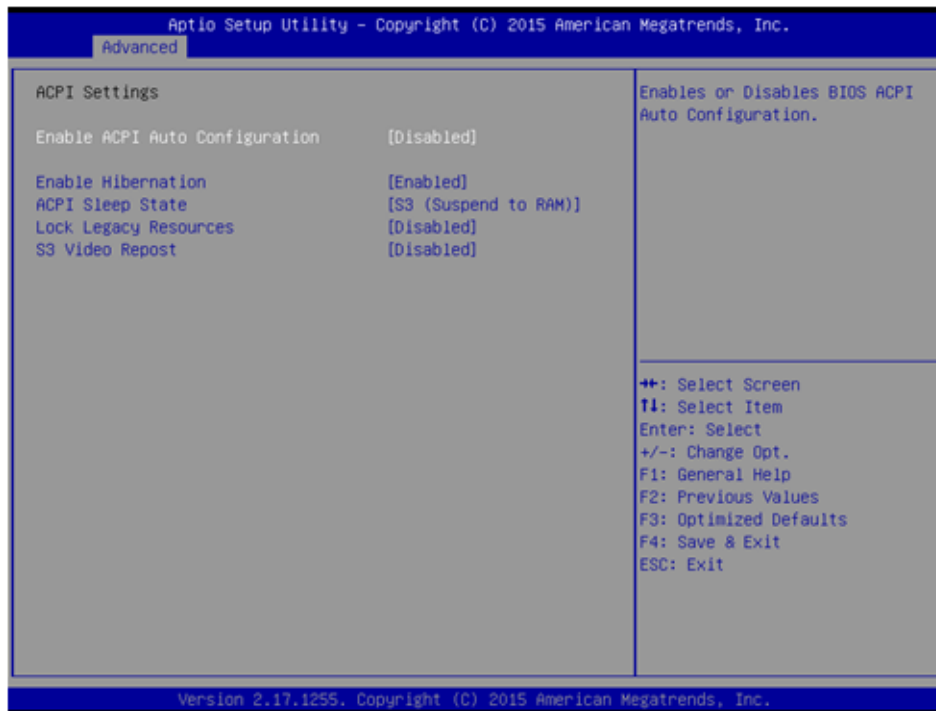 Aptio Setup Utility – Copyright (C) 2015 American Megatrends, Inc.
Advanced
ACPI Settings
Enable ACPI Auto Configuration [Disabled]
Enable Hibernation [Enabled]
ACPI Sleep State [S3 (Suspend to RAM)]
Lock Legacy Resources [Disabled]
S3 Video Repost [Disabled]
Enables or Disables BIOS ACPI
Auto Configuration.
→←: Select Screen
↑↓: Select Item
Enter: Select
+/-: Change Opt.
F1: General Help
F2: Previous Values
F3: Optimized Defaults
F4: Save & Exit
ESC: Exit
Version 2.17.1255. Copyright (C) 2015 American Megatrends, Inc.